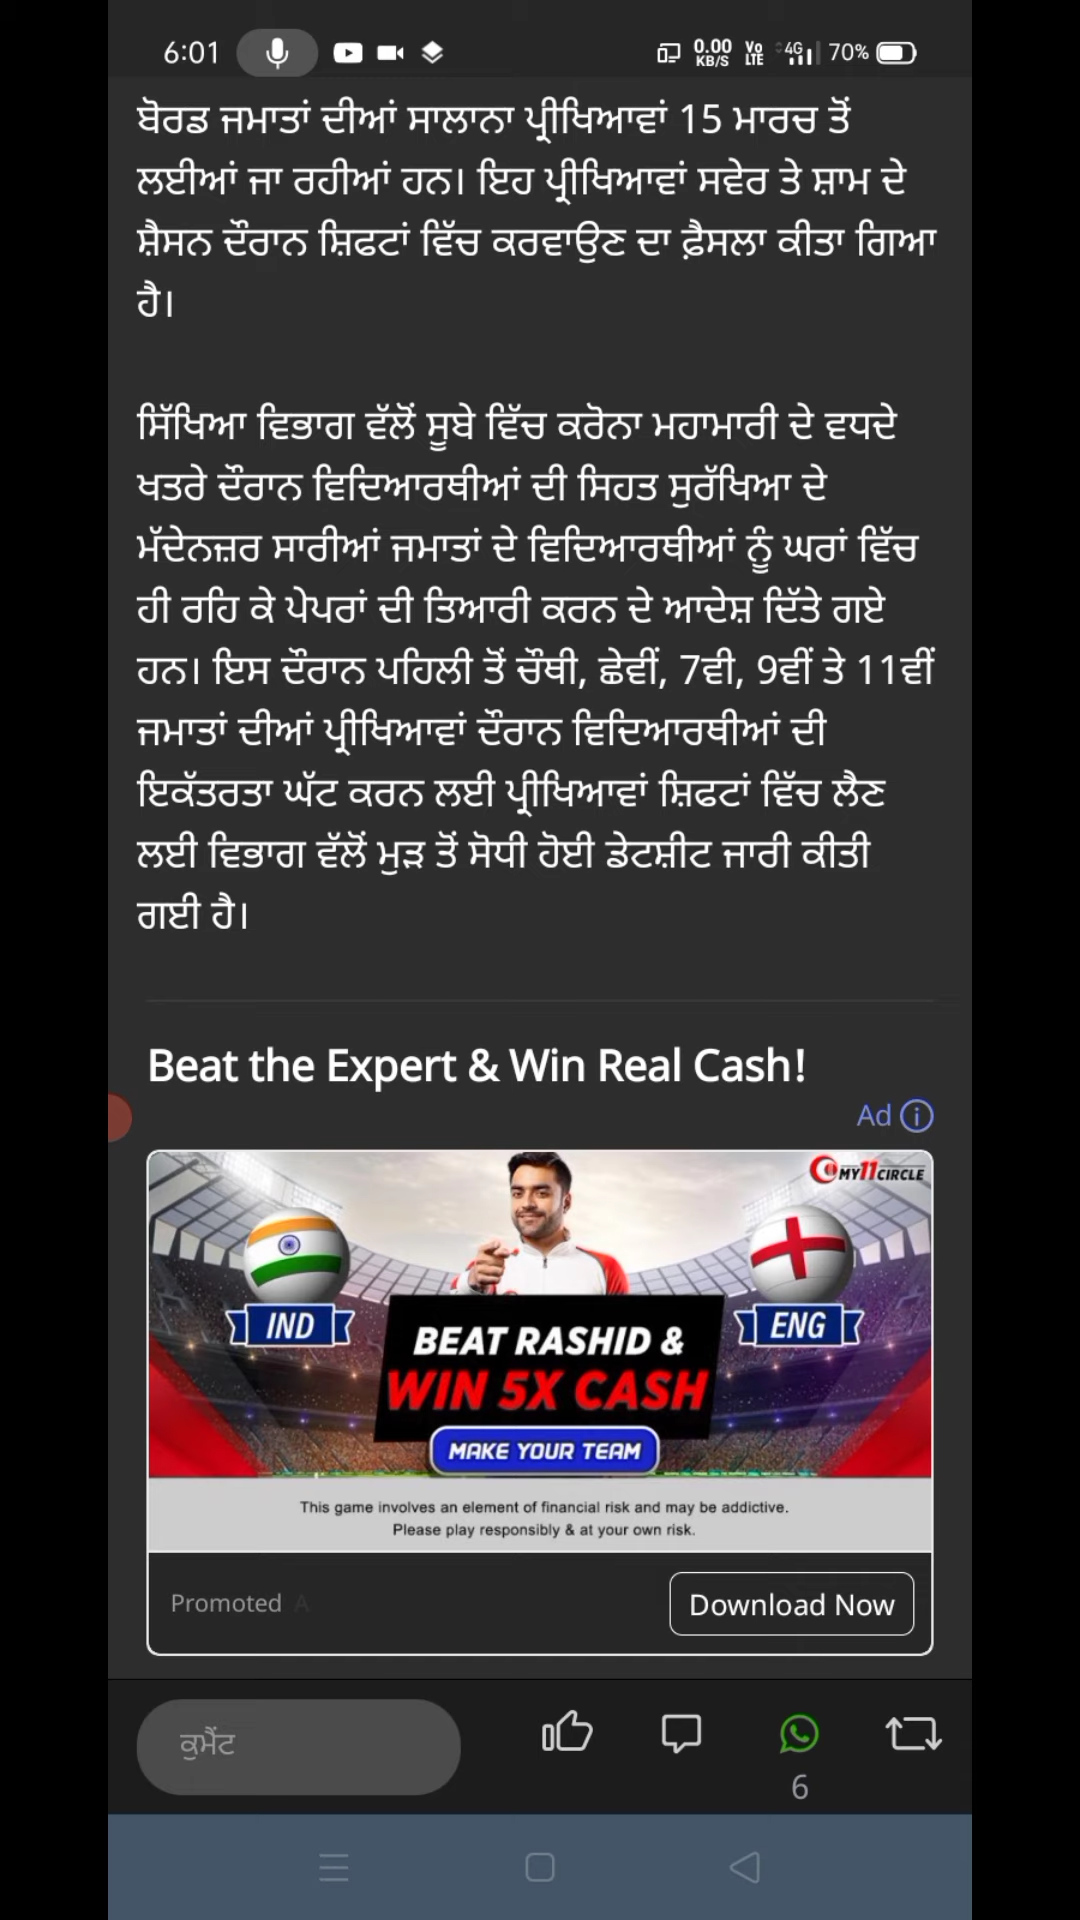 6:01
0.00 KB/S
Vo LTE
4G
70%
ਬੋਰਡ ਜਮਾਤਾਂ ਦੀਆਂ ਸਾਲਾਨਾ ਪ੍ਰੀਖਿਆਵਾਂ 15 ਮਾਰਚ ਤੋਂ
ਲਈਆਂ ਜਾ ਰਹੀਆਂ ਹਨ। ਇਹ ਪ੍ਰੀਖਿਆਵਾਂ ਸਵੇਰ ਤੇ ਸ਼ਾਮ ਦੇ
ਸ਼ੈਸਨ ਦੌਰਾਨ ਸ਼ਿਫਟਾਂ ਵਿੱਚ ਕਰਵਾਉਣ ਦਾ ਫ਼ੈਸਲਾ ਕੀਤਾ ਗਿਆ
ਹੈ।
ਸਿੱਖਿਆ ਵਿਭਾਗ ਵੱਲੋਂ ਸੂਬੇ ਵਿੱਚ ਕਰੋਨਾ ਮਹਾਮਾਰੀ ਦੇ ਵਧਦੇ
ਖਤਰੇ ਦੌਰਾਨ ਵਿਦਿਆਰਥੀਆਂ ਦੀ ਸਿਹਤ ਸੁਰੱਖਿਆ ਦੇ
ਮੱਦੇਨਜ਼ਰ ਸਾਰੀਆਂ ਜਮਾਤਾਂ ਦੇ ਵਿਦਿਆਰਥੀਆਂ ਨੂੰ ਘਰਾਂ ਵਿੱਚ
ਹੀ ਰਹਿ ਕੇ ਪੇਪਰਾਂ ਦੀ ਤਿਆਰੀ ਕਰਨ ਦੇ ਆਦੇਸ਼ ਦਿੱਤੇ ਗਏ
ਹਨ। ਇਸ ਦੌਰਾਨ ਪਹਿਲੀ ਤੋਂ ਚੌਥੀ, ਛੇਵੀਂ, 7ਵੀ, 9ਵੀਂ ਤੇ 11ਵੀਂ
ਜਮਾਤਾਂ ਦੀਆਂ ਪ੍ਰੀਖਿਆਵਾਂ ਦੌਰਾਨ ਵਿਦਿਆਰਥੀਆਂ ਦੀ
ਇਕੱਤਰਤਾ ਘੱਟ ਕਰਨ ਲਈ ਪ੍ਰੀਖਿਆਵਾਂ ਸ਼ਿਫਟਾਂ ਵਿੱਚ ਲੈਣ
ਲਈ ਵਿਭਾਗ ਵੱਲੋਂ ਮੁੜ ਤੋਂ ਸੋਧੀ ਹੋਈ ਡੇਟਸ਼ੀਟ ਜਾਰੀ ਕੀਤੀ
ਗਈ ਹੈ।
Beat the Expert & Win Real Cash!
Ad
MY11CIRCLE
IND
ENG
BEAT RASHID &
WIN 5X CASH
MAKE YOUR TEAM
This game involves an element of financial risk and may be addictive.
Please play responsibly & at your own risk.
Promoted A
Download Now
ਕੁਮੈਂਟ
6